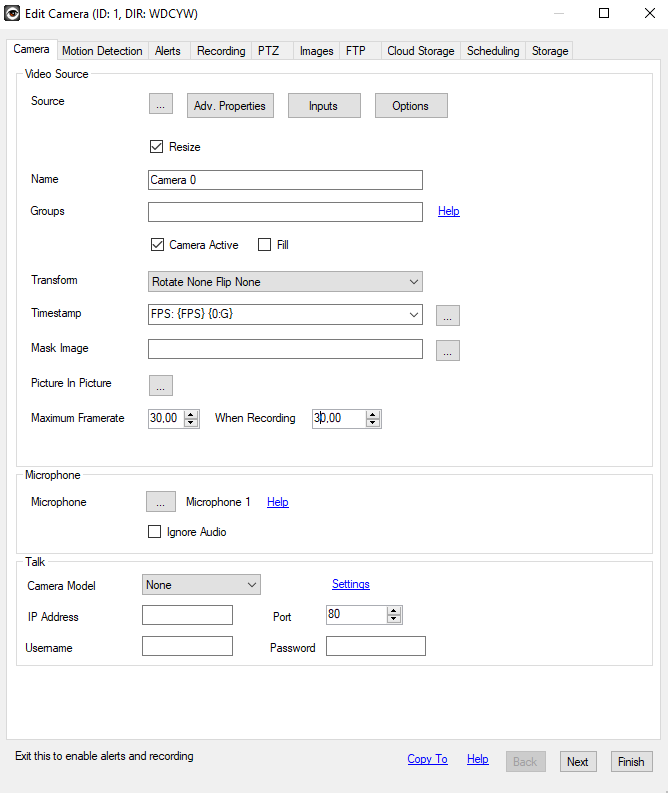 Edit Camera (ID: 1, DIR: WDCYW)
Camera Motion Detection Alerts Recording PTZ Images FTP Cloud Storage Scheduling Storage
Video Source
Source ... Adv. Properties Inputs Options
Resize
Name Camera 0
Groups Help
Camera Active Fill
Transform Rotate None Flip None
Timestamp FPS: {FPS} {0:G} ...
Mask Image ...
Picture In Picture ...
Maximum Framerate 30,00 When Recording 30,00
Microphone
Microphone ... Microphone 1 Help
Ignore Audio
Talk
Camera Model None Settings
IP Address Port 80
Username Password
Exit this to enable alerts and recording Copy To Help Back Next Finish